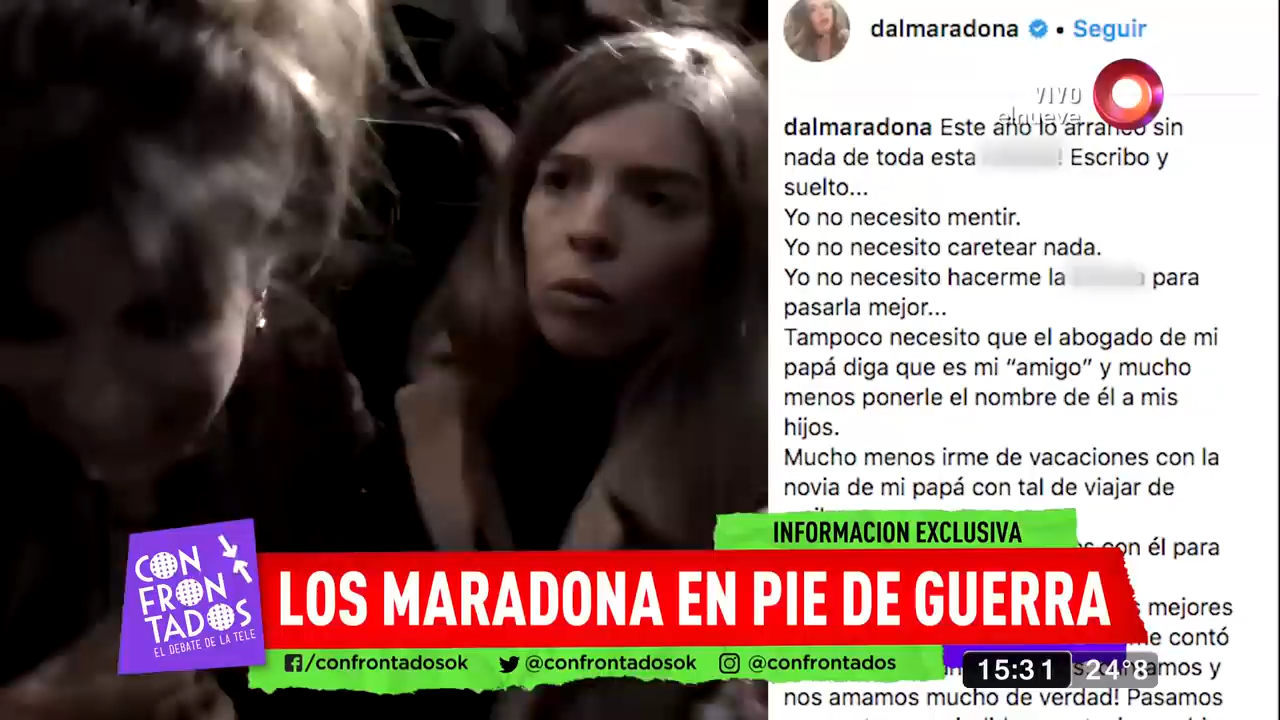 dalmaradona • Seguir
VIVO
elnueve
dalmaradona Este año lo arranco sin
nada de toda esta ! Escribo y
suelto...
Yo no necesito mentir.
Yo no necesito caretear nada.
Yo no necesito hacerme la para
pasarla mejor...
Tampoco necesito que el abogado de mi
papá diga que es mi “amigo” y mucho
menos ponerle el nombre de él a mis
hijos.
Mucho menos irme de vacaciones con la
novia de mi papá con tal de viajar de
con él para
mejores
contó
amos y
nos amamos mucho de verdad! Pasamos
INFORMACION EXCLUSIVA
LOS MARADONA EN PIE DE GUERRA
CON
FRON
TADOS
EL DEBATE DE LA TELE
/confrontadosok @confrontadosok @confrontados
15:31 24°8